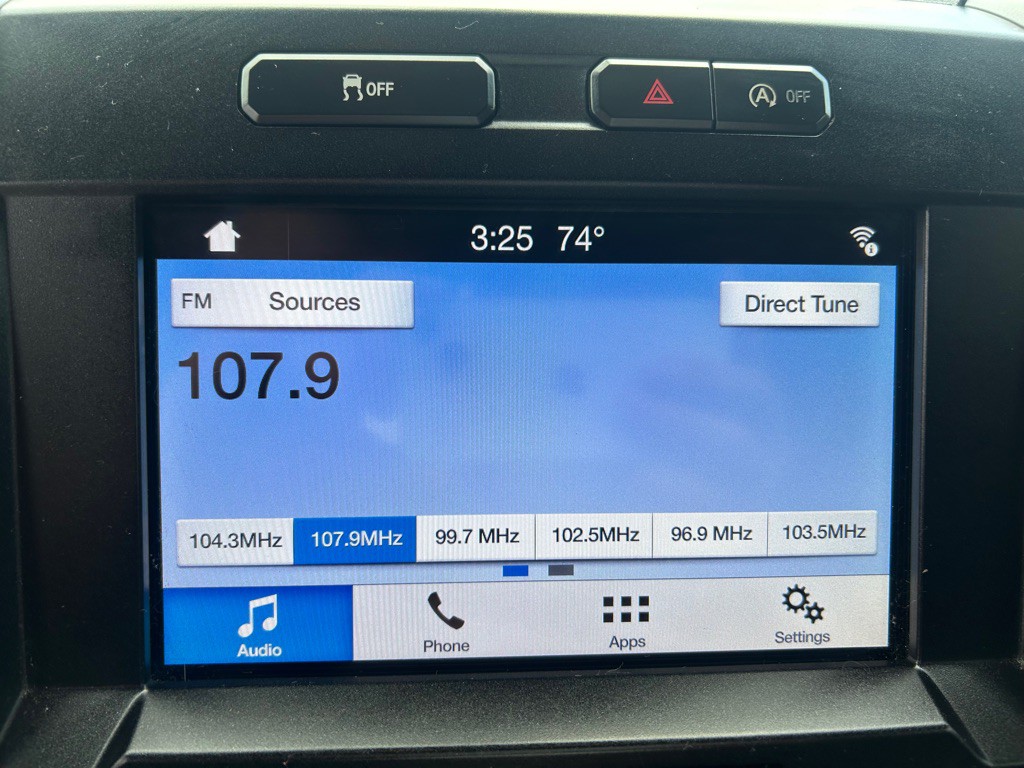 OFF
A OFF
3:25 74°
FM Sources Direct Tune
107.9
104.3MHz 107.9MHz 99.7 MHz 102.5MHz 96.9 MHz 103.5MHz
Audio Phone Apps Settings